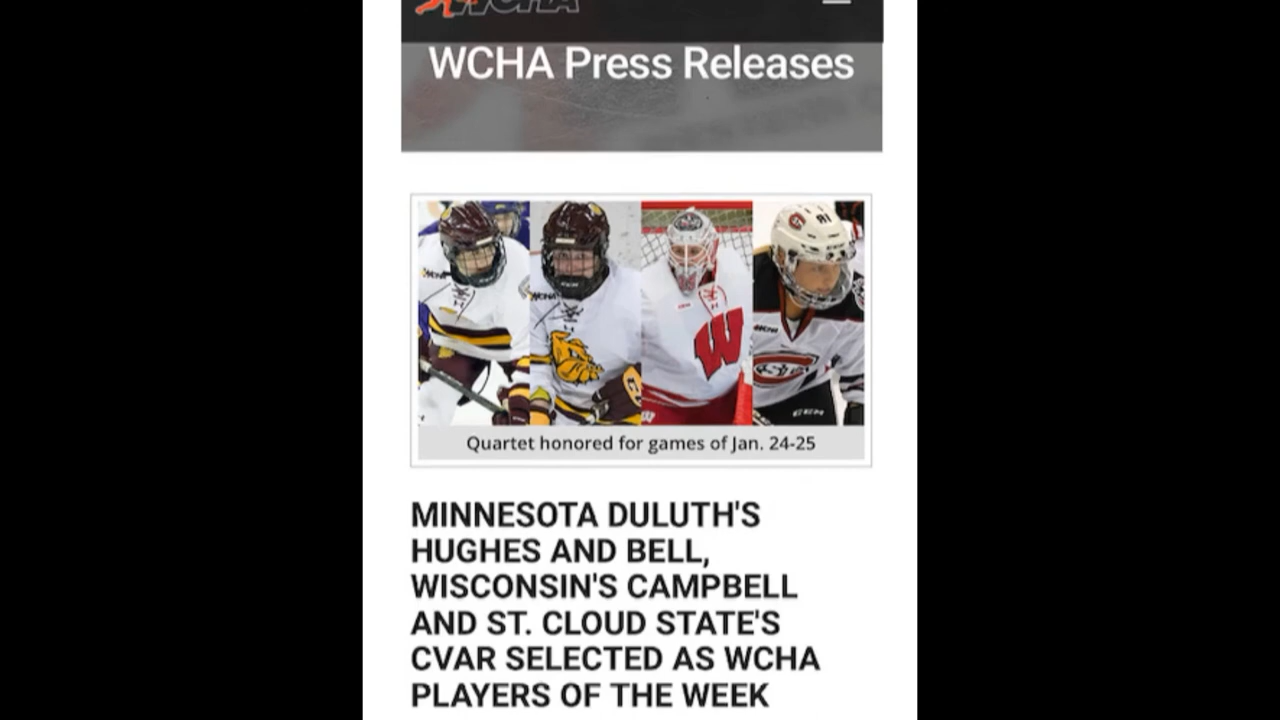 WCHA
WCHA Press Releases
W
Quartet honored for games of Jan. 24-25
MINNESOTA DULUTH'S
HUGHES AND BELL,
WISCONSIN'S CAMPBELL
AND ST. CLOUD STATE'S
CVAR SELECTED AS WCHA
PLAYERS OF THE WEEK